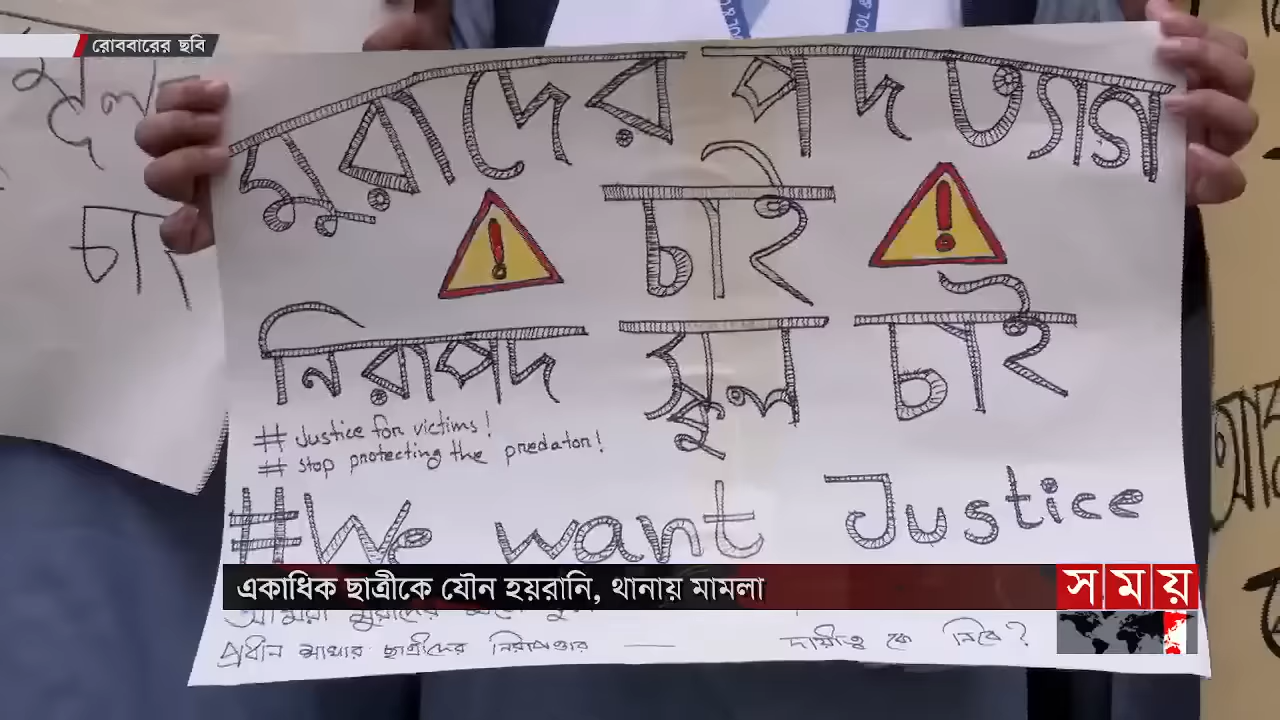 রোববারের ছবি
মুরাদের পদত্যাগ
চাই
নিরাপদ স্কুল চাই
# Justice for victims!
# Stop protecting the predator!
#We want Justice
একাধিক ছাত্রীকে যৌন হয়রানি, থানায় মামলা
সময়
প্রধান শাখার ছাত্রীদের নিরাপত্তার — দায়ীত্ব কে নিবে?